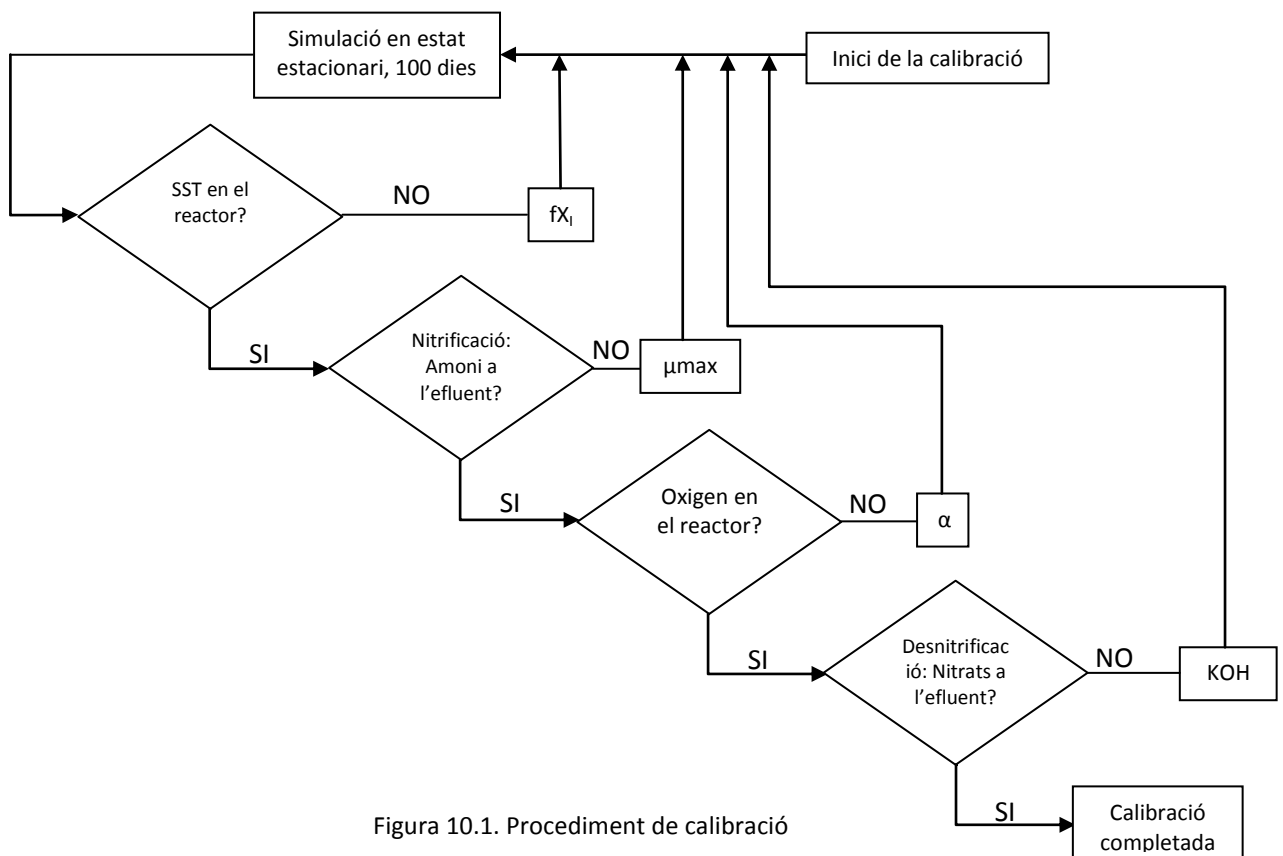 Simulació en estat
estacionari, 100 dies
Inici de la calibració
SST en el
reactor?
NO
fXI
SI
Nitrificació:
Amoni a
l’efluent?
NO
µmax
SI
Oxigen en
el reactor?
NO
α
SI
Desnitrificac
ió: Nitrats a
l’efluent?
NO
KOH
SI
Calibració
completada
Figura 10.1. Procediment de calibració